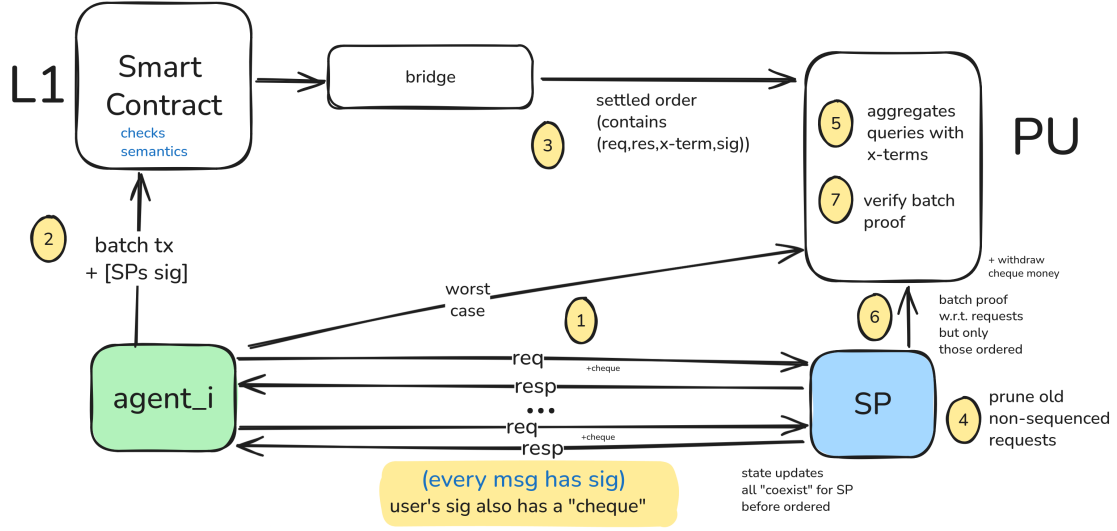 L1
Smart
Contract
checks
semantics
bridge
settled order
(contains
(req,res,x-term,sig))
3
5
aggregates
queries with
x-terms
7
verify batch
proof
PU
2
batch tx
+ [SPs sig]
worst
case
1
+ withdraw
cheque money
6
batch proof
w.r.t. requests
but only
those ordered
agent_i
req
+cheque
resp
...
req
+cheque
resp
SP
4
prune old
non-sequenced
requests
(every msg has sig)
user's sig also has a "cheque"
state updates
all "coexist" for SP
before ordered